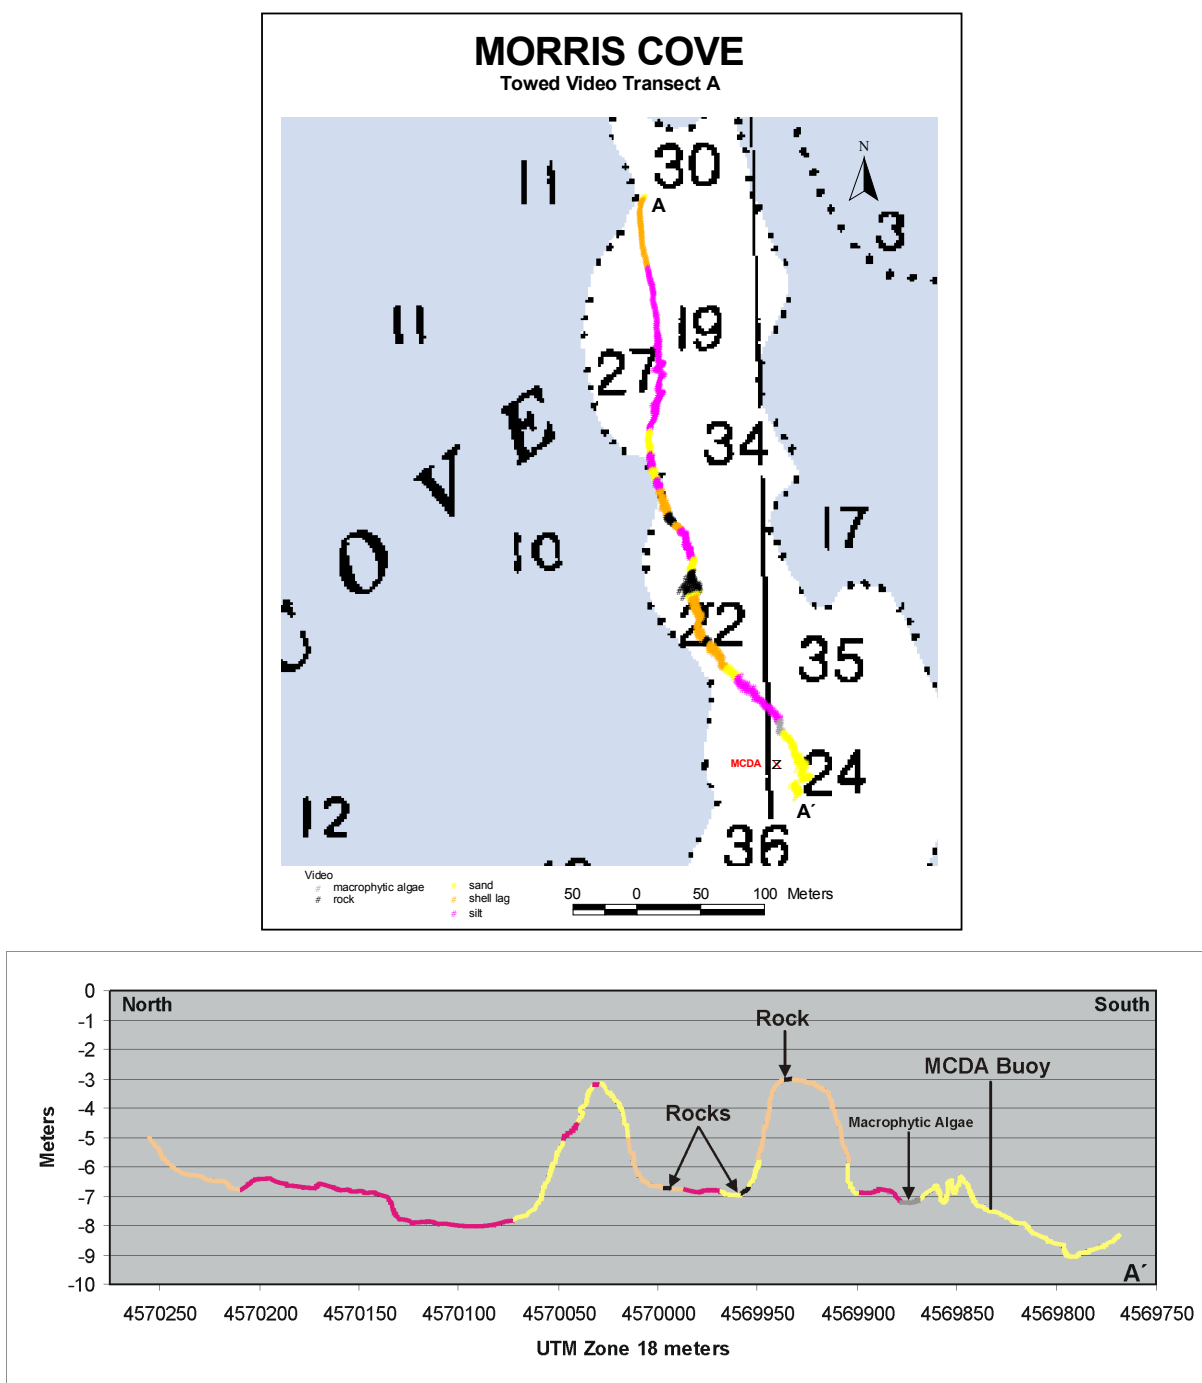 MORRIS COVE
Towed Video Transect A
30
N
11
A
3
11
19
27
E
34
V
17
O
10
C
22
35
MCDA
24
A´
12
36
Video
macrophytic algae
rock
sand
shell lag
silt
50 0 50 100 Meters
0
North
South
-1
Rock
-2
-3
MCDA Buoy
-4
Rocks
Macrophytic Algae
-5
-6
-7
-8
-9
-10
A´
Meters
4570250 4570200 4570150 4570100 4570050 4570000 4569950 4569900 4569850 4569800 4569750
UTM Zone 18 meters